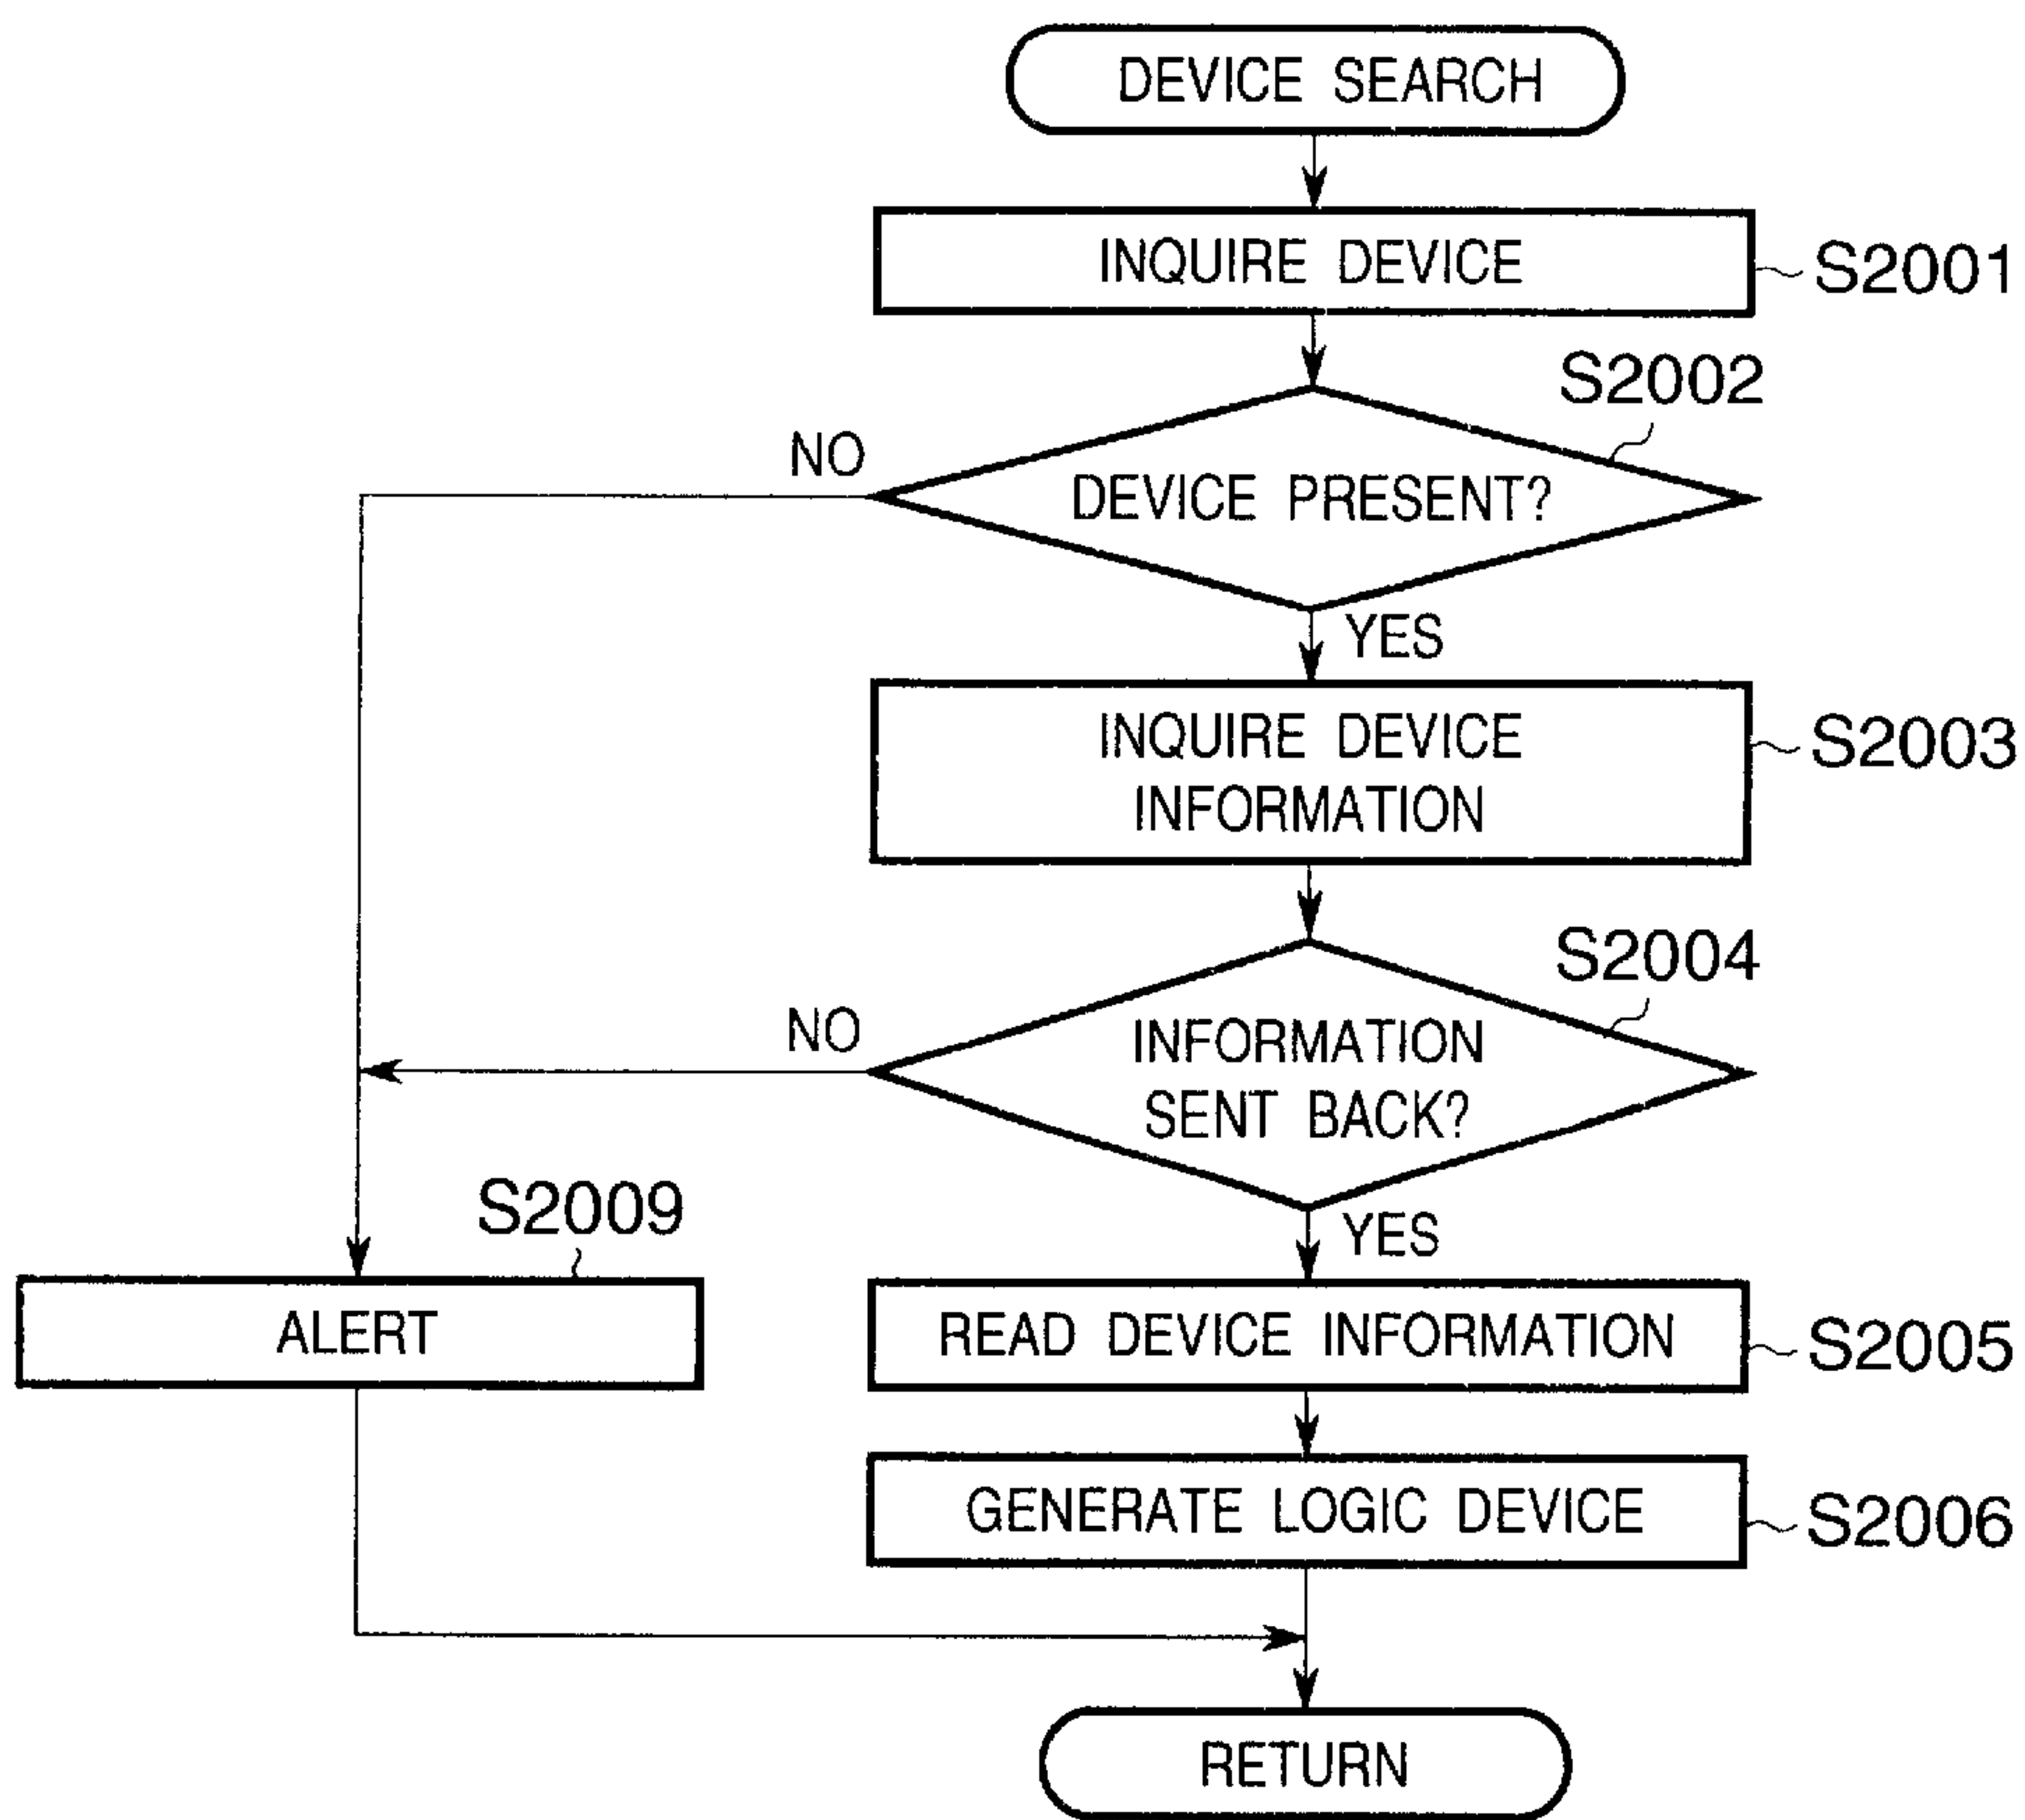 DEVICE SEARCH
INQUIRE DEVICE
S2001
S2002
NO
DEVICE PRESENT?
YES
INQUIRE DEVICE
INFORMATION
S2003
S2004
NO
INFORMATION
SENT BACK?
YES
S2009
ALERT
READ DEVICE INFORMATION
S2005
GENERATE LOGIC DEVICE
S2006
RETURN